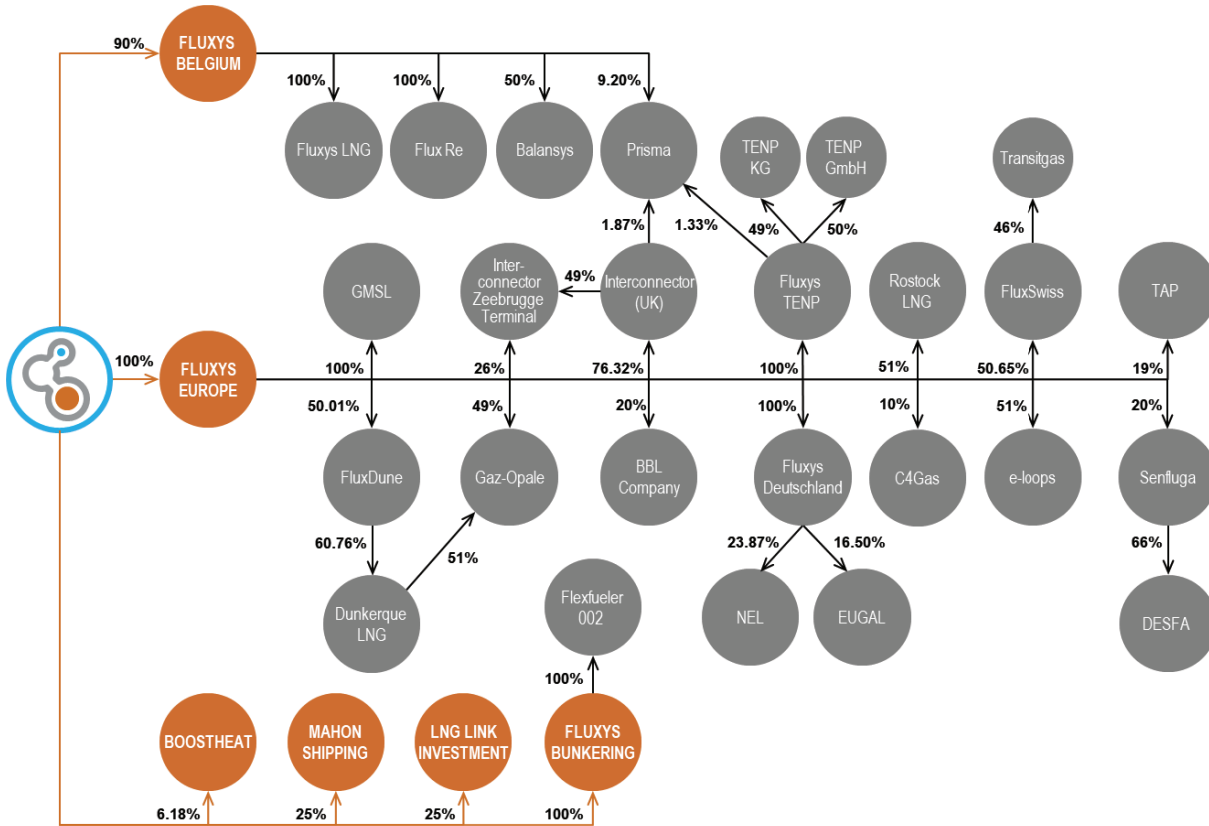 90%
FLUXYS
BELGIUM
100%
100%
50%
9.20%
Fluxys LNG
Flux Re
Balansys
Prisma
TENP
KG
TENP
GmbH
Transitgas
1.87%
1.33%
49%
50%
46%
GMSL
Inter-
connector
Zeebrugge
Terminal
49%
Interconnector
(UK)
Fluxys
TENP
Rostock
LNG
FluxSwiss
TAP
100%
FLUXYS
EUROPE
100%
26%
76.32%
100%
51%
50.65%
19%
50.01%
49%
20%
100%
10%
51%
20%
FluxDune
Gaz-Opale
BBL
Company
Fluxys
Deutschland
C4Gas
e-loops
Senfluga
60.76%
51%
23.87%
16.50%
66%
Dunkerque
LNG
Flexfueler
002
NEL
EUGAL
DESFA
100%
BOOSTHEAT
MAHON
SHIPPING
LNG LINK
INVESTMENT
FLUXYS
BUNKERING
6.18%
25%
25%
100%